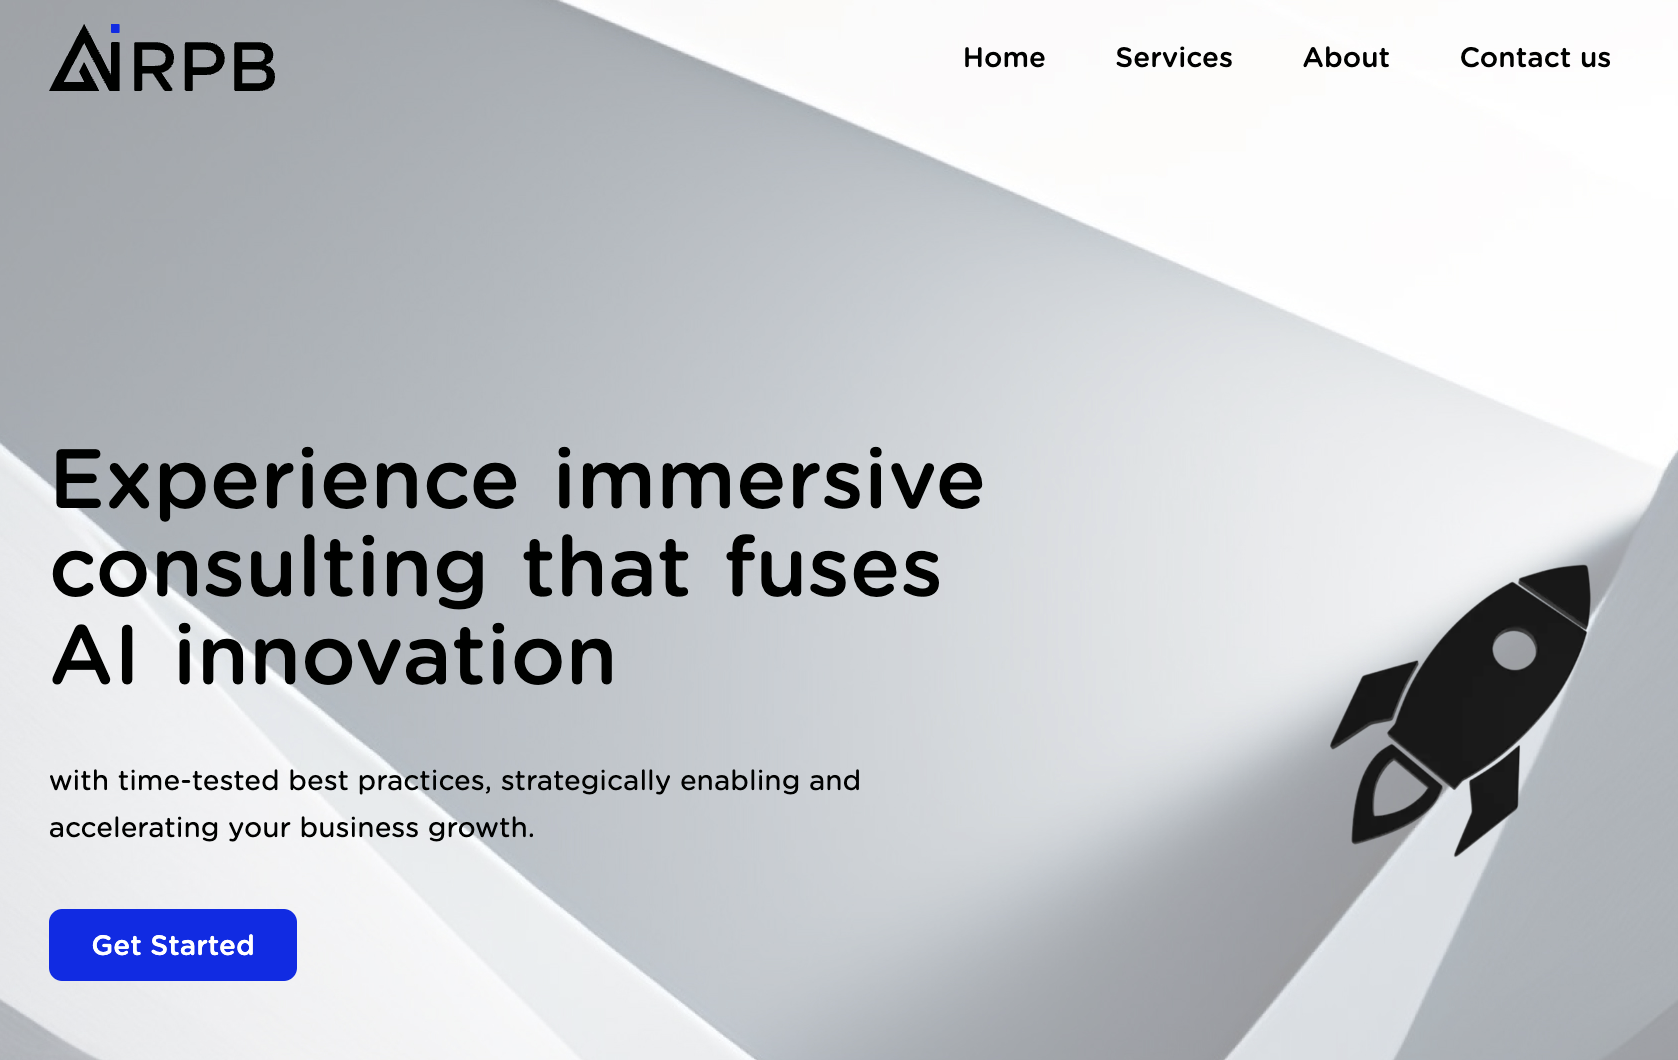 AiRPB
Home Services About Contact us
Experience immersive
consulting that fuses
AI innovation
with time-tested best practices, strategically enabling and
accelerating your business growth.
Get Started